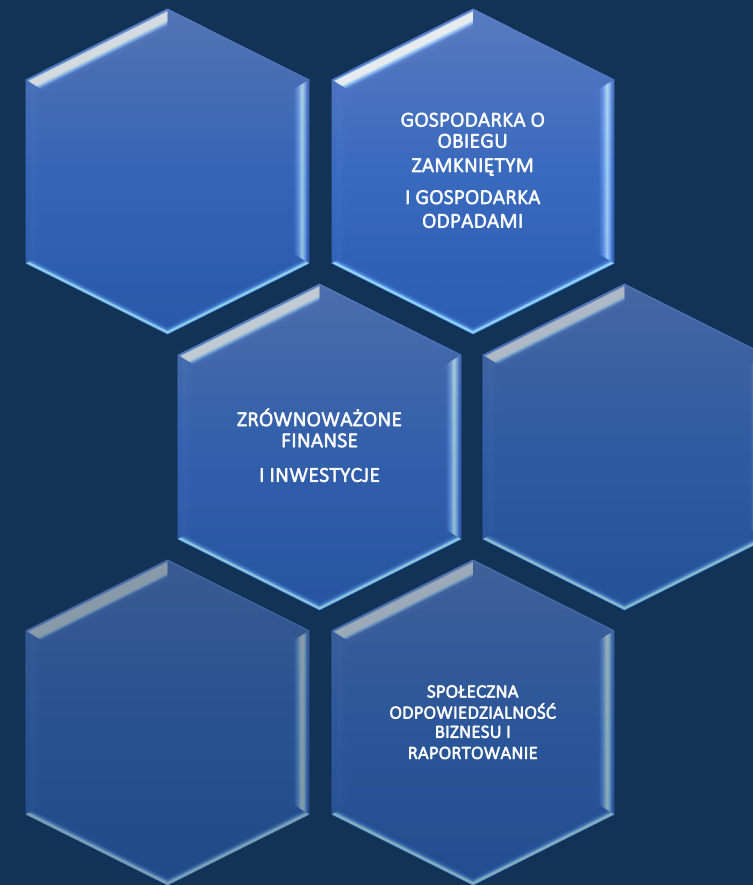 GOSPODARKA O
OBIEGU
ZAMKNIĘTYM
I GOSPODARKA
ODPADAMI
ZRÓWNOWAŻONE
FINANSE
I INWESTYCJE
SPOŁECZNA
ODPOWIEDZIALNOŚĆ
BIZNESU I
RAPORTOWANIE